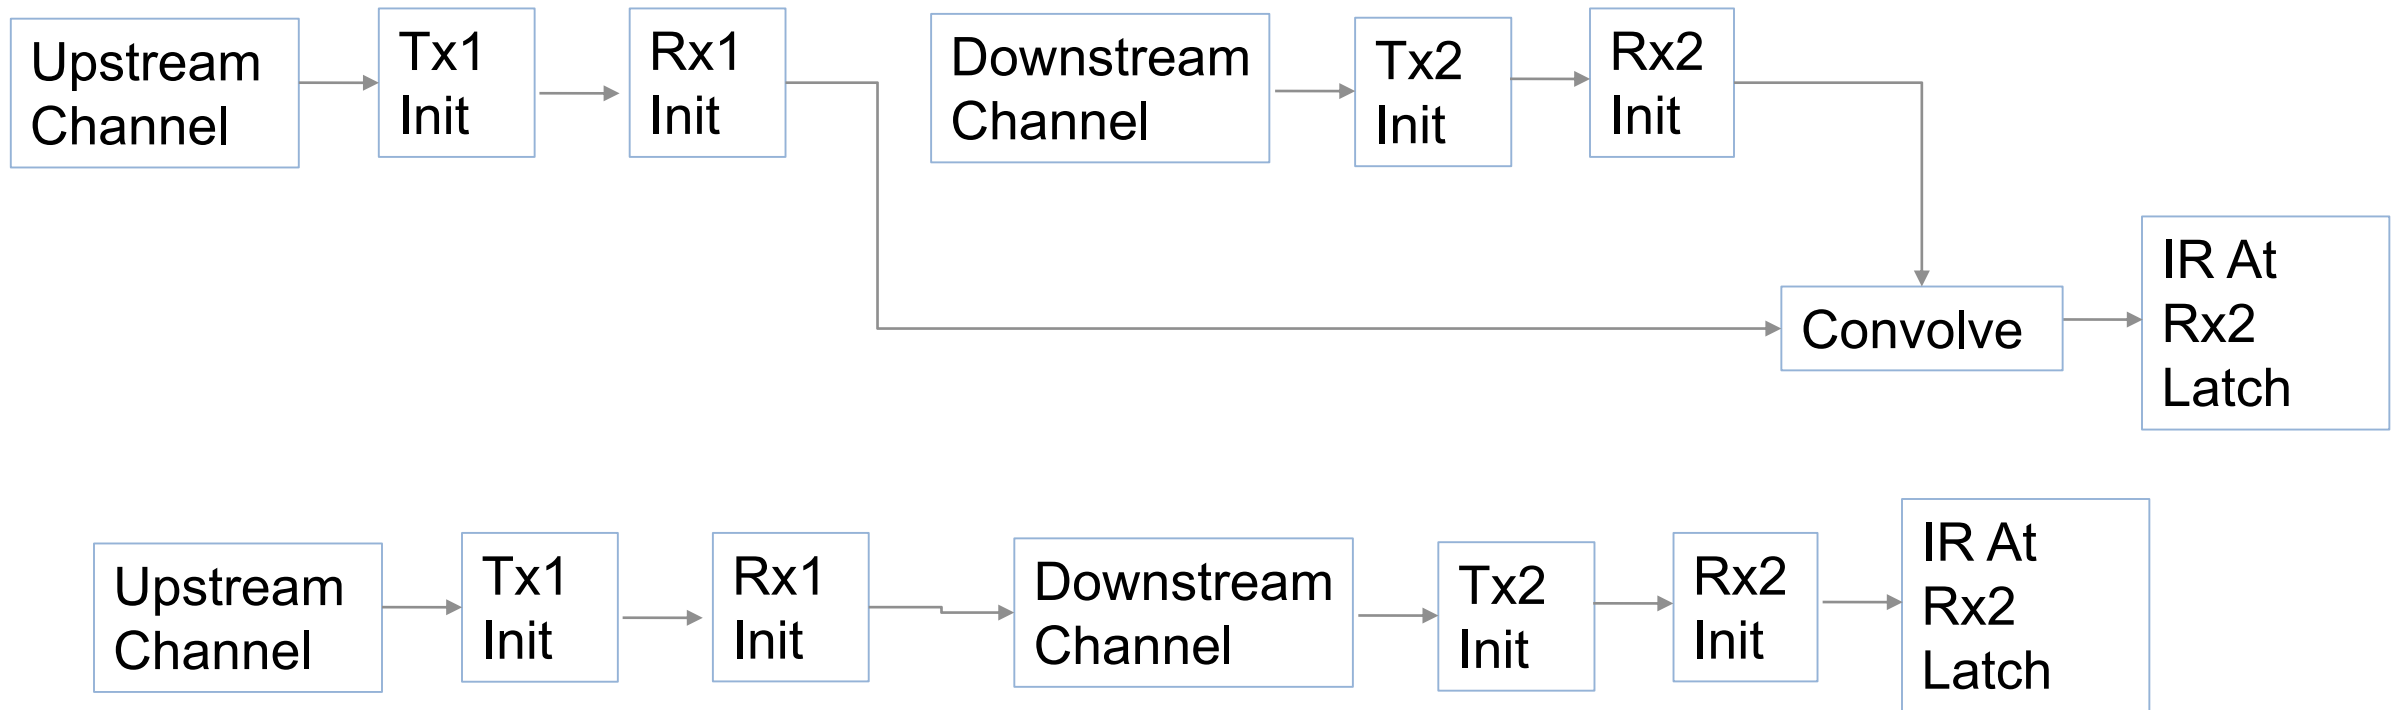 Upstream
Channel
Tx1
Init
Rx1
Init
Downstream
Channel
Tx2
Init
Rx2
Init
Convolve
IR At
Rx2
Latch
Upstream
Channel
Tx1
Init
Rx1
Init
Downstream
Channel
Tx2
Init
Rx2
Init
IR At
Rx2
Latch